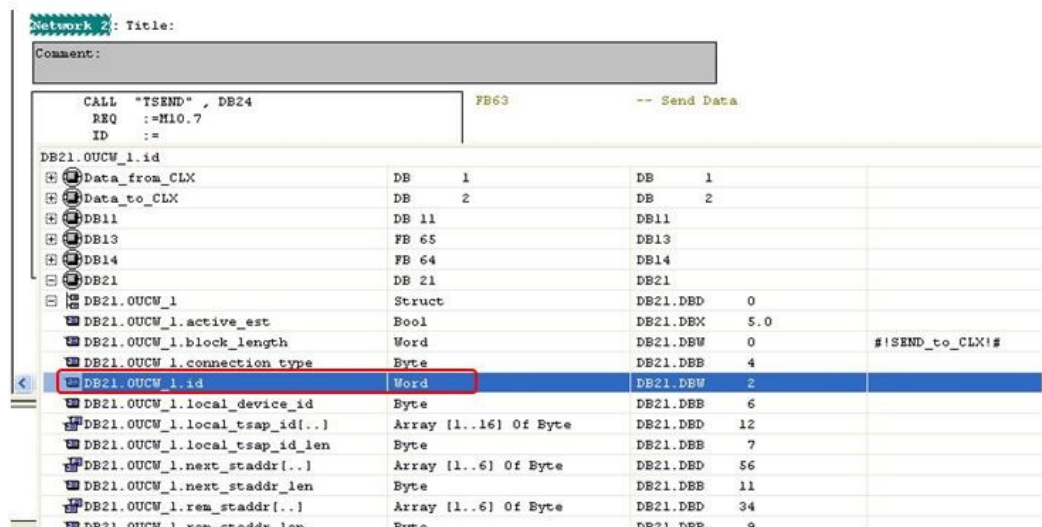 Network 2: Title:
Comment:
CALL "TSEND" , DB24 FB63 -- Send Data
REQ :=M10.7
ID :=
DB21.OUCW_1.id
Data_from_CLX DB 1 DB 1
Data_to_CLX DB 2 DB 2
DB11 DB 11 DB11
DB13 FB 65 DB13
DB14 FB 64 DB14
DB21 DB 21 DB21
DB21.OUCW_1 Struct DB21.DBD 0
DB21.OUCW_1.active_est Bool DB21.DBX 5.0
DB21.OUCW_1.block_length Word DB21.DBW 0 #!SEND_to_CLX!#
DB21.OUCW_1.connection_type Byte DB21.DBB 4
DB21.OUCW_1.id Word DB21.DBW 2
DB21.OUCW_1.local_device_id Byte DB21.DBB 6
DB21.OUCW_1.local_tsap_id[..] Array [1..16] Of Byte DB21.DBD 12
DB21.OUCW_1.local_tsap_id_len Byte DB21.DBB 7
DB21.OUCW_1.next_staddr[..] Array [1..6] Of Byte DB21.DBD 56
DB21.OUCW_1.next_staddr_len Byte DB21.DBB 11
DB21.OUCW_1.rem_staddr[..] Array [1..6] Of Byte DB21.DBD 34
DB21.OUCW_1.rem_staddr_len Byte DB21.DBB 9